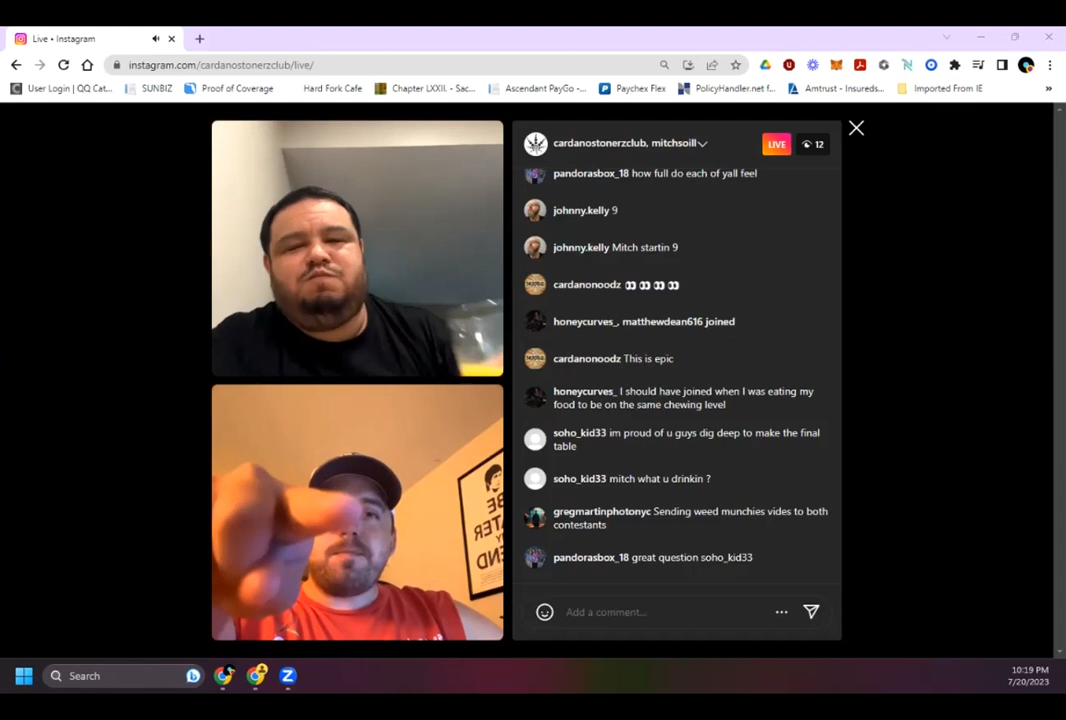 Live • Instagram
instagram.com/cardanostonerzclub/live/
User Login | QQ Cat...
SUNBIZ
Proof of Coverage
Hard Fork Cafe
Chapter LXXII. - Sac...
Ascendant PayGo -...
Paychex Flex
PolicyHandler.net f...
Amtrust - Insureds...
Imported From IE
»
cardanostonerzclub, mitchsoill
LIVE
12
pandorasbox_18 how full do each of yall feel
johnny.kelly 9
johnny.kelly Mitch startin 9
cardanonoodz 👀 👀 👀 👀
honeycurves_, matthewdean616 joined
cardanonoodz This is epic
honeycurves_ I should have joined when I was eating my
food to be on the same chewing level
soho_kid33 im proud of u guys dig deep to make the final
table
soho_kid33 mitch what u drinkin ?
gregmartinphotonyc Sending weed munchies vides to both
contestants
pandorasbox_18 great question soho_kid33
Add a comment...
BE
WATER
MY
Search
10:19 PM
7/20/2023